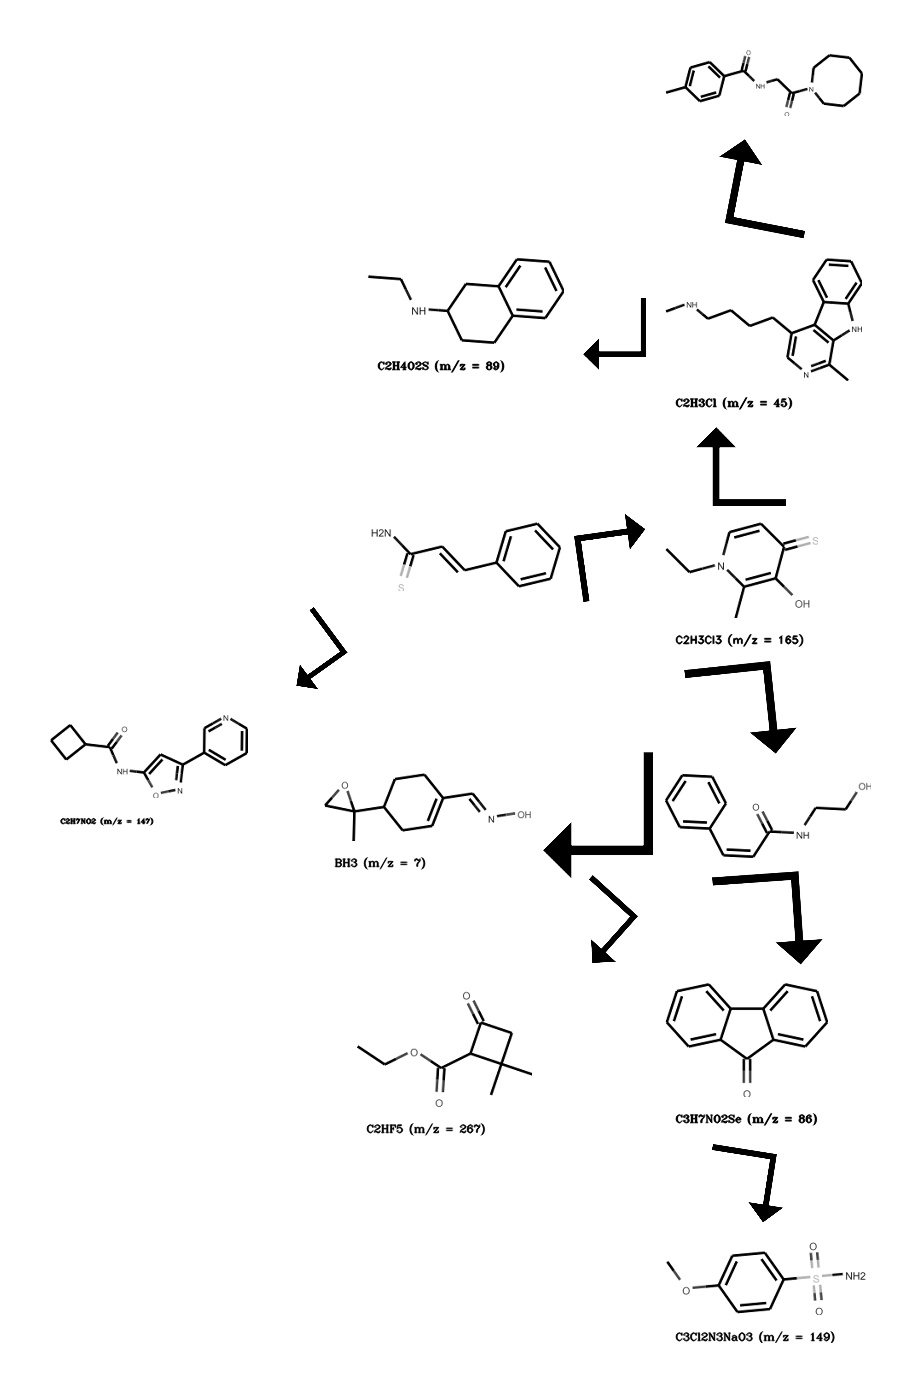 O
NH
N
O
NH
C2H4O2S (m/z = 89)
NH
NH
N
C2H3Cl (m/z = 45)
H2N
S
S
N
OH
C2H3Cl3 (m/z = 165)
O
N
NH
O
N
C2H7NO2 (m/z = 147)
O
N
OH
BH3 (m/z = 7)
OH
O
NH
O
O
O
C2HF5 (m/z = 267)
O
C3H7NO2Se (m/z = 86)
O
O
S
NH2
O
C3Cl2N3NaO3 (m/z = 149)